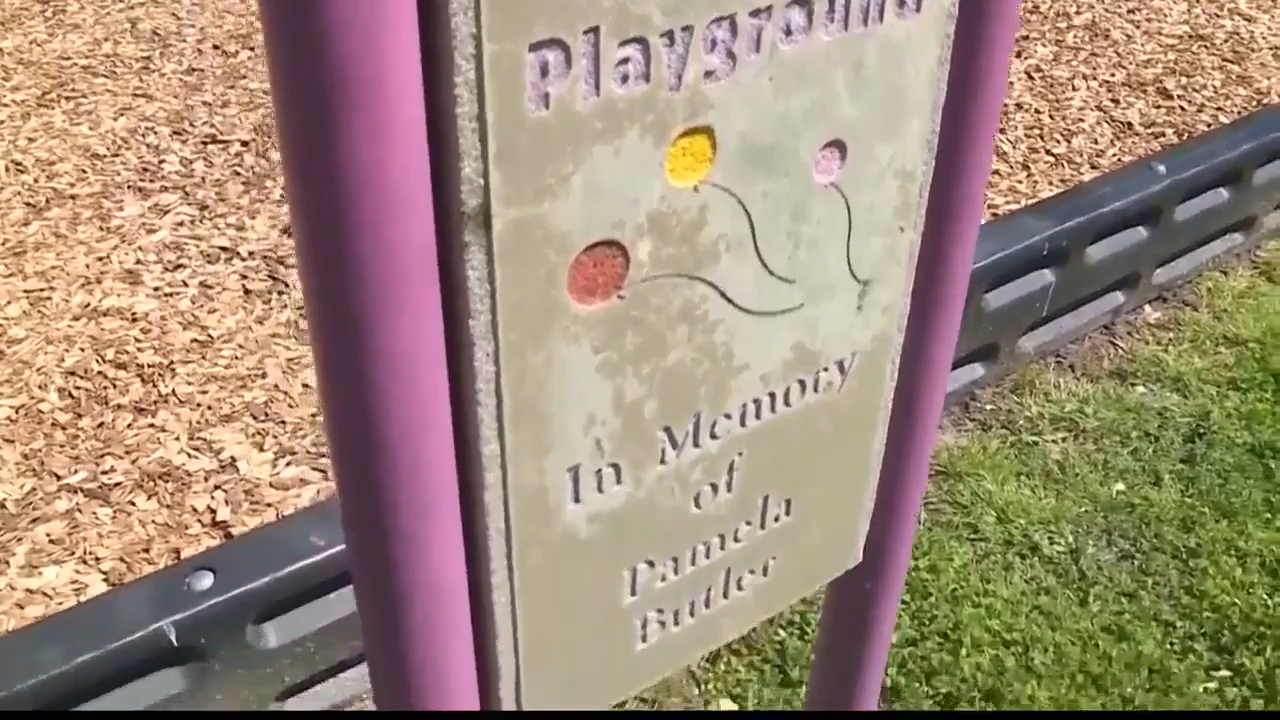 Playground
In Memory
of
Pamela
Butler